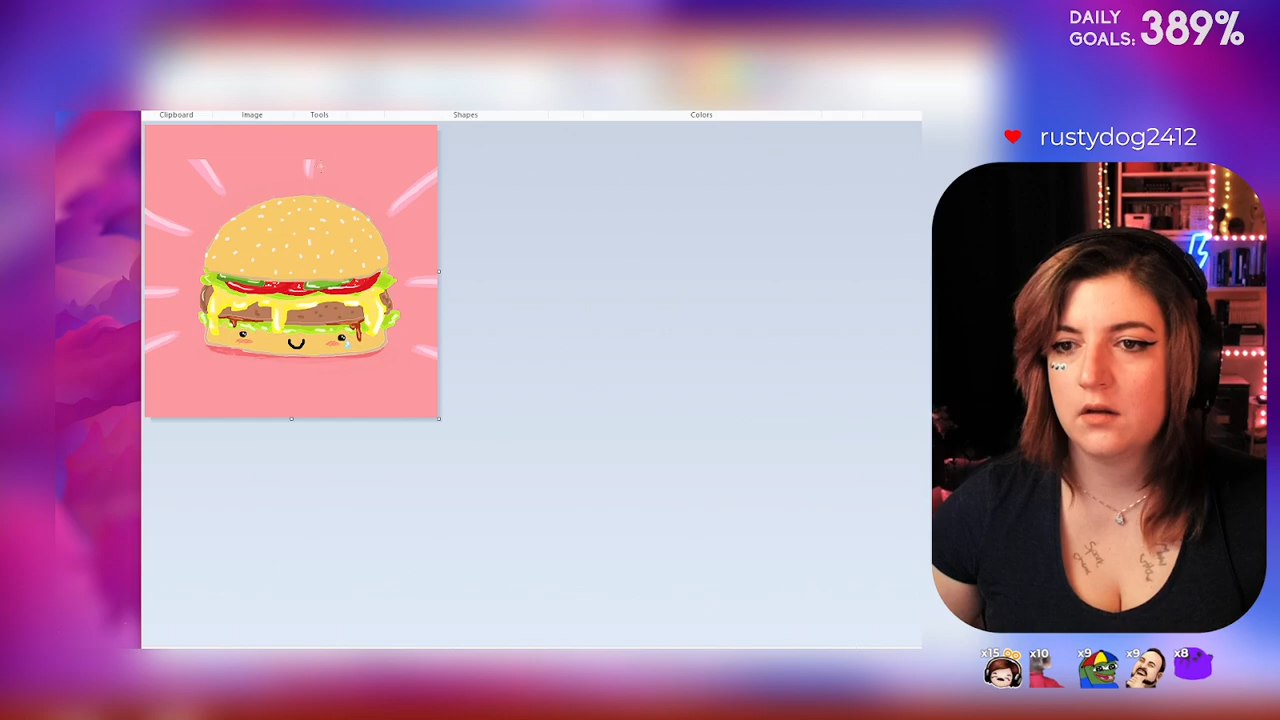 DAILY
GOALS: 389%
Clipboard
Image
Tools
Shapes
Colors
rustydog2412
x15
x10
x9
x9
x8